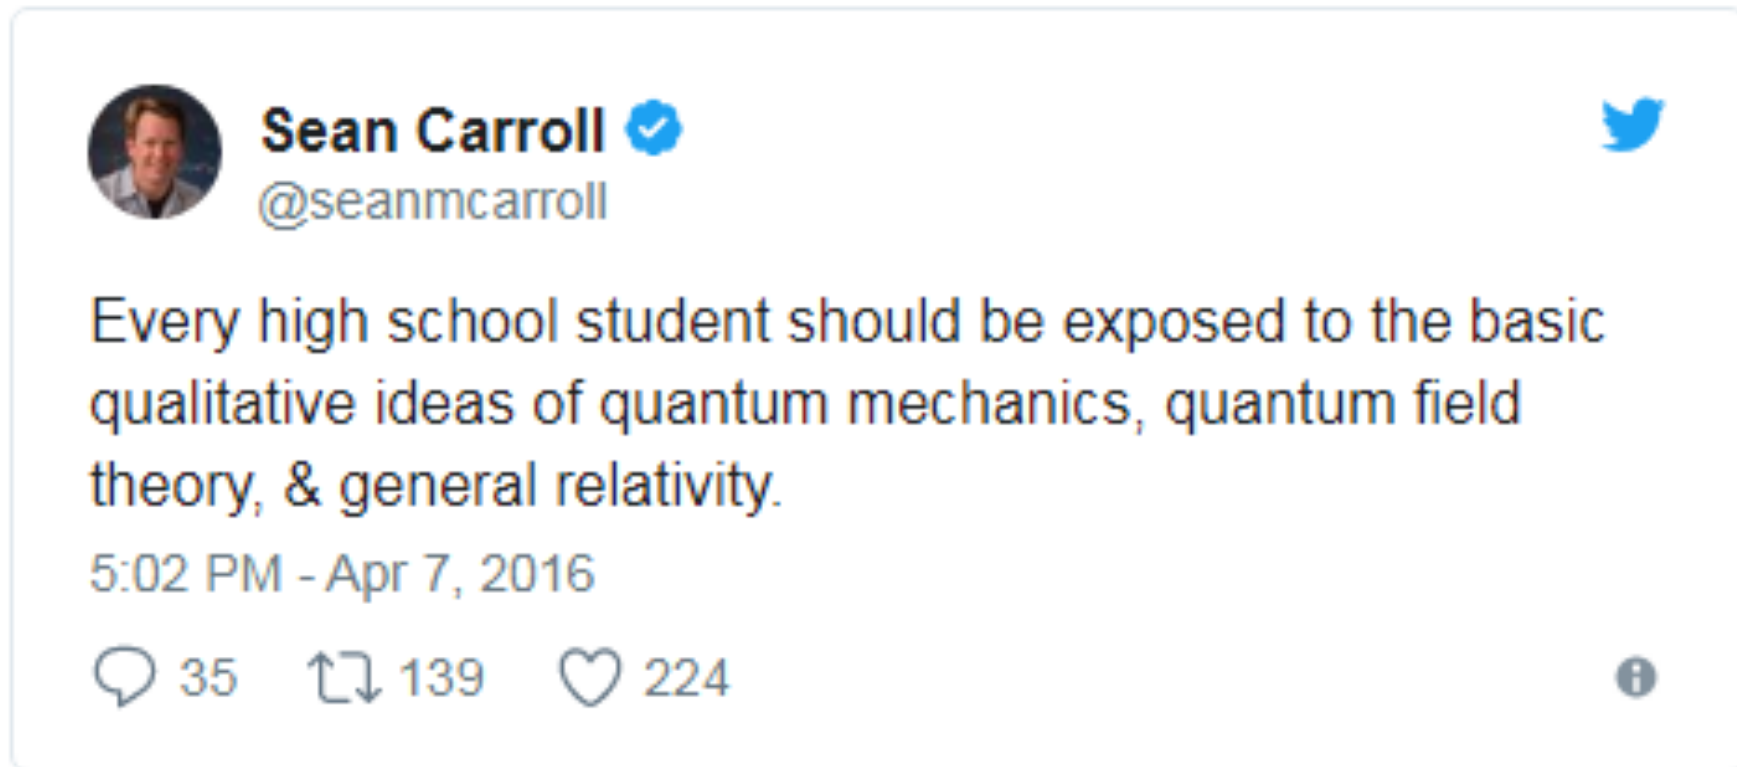 Sean Carroll
@seanmcarroll
Every high school student should be exposed to the basic
qualitative ideas of quantum mechanics, quantum field
theory, & general relativity.
5:02 PM - Apr 7, 2016
35 139 224